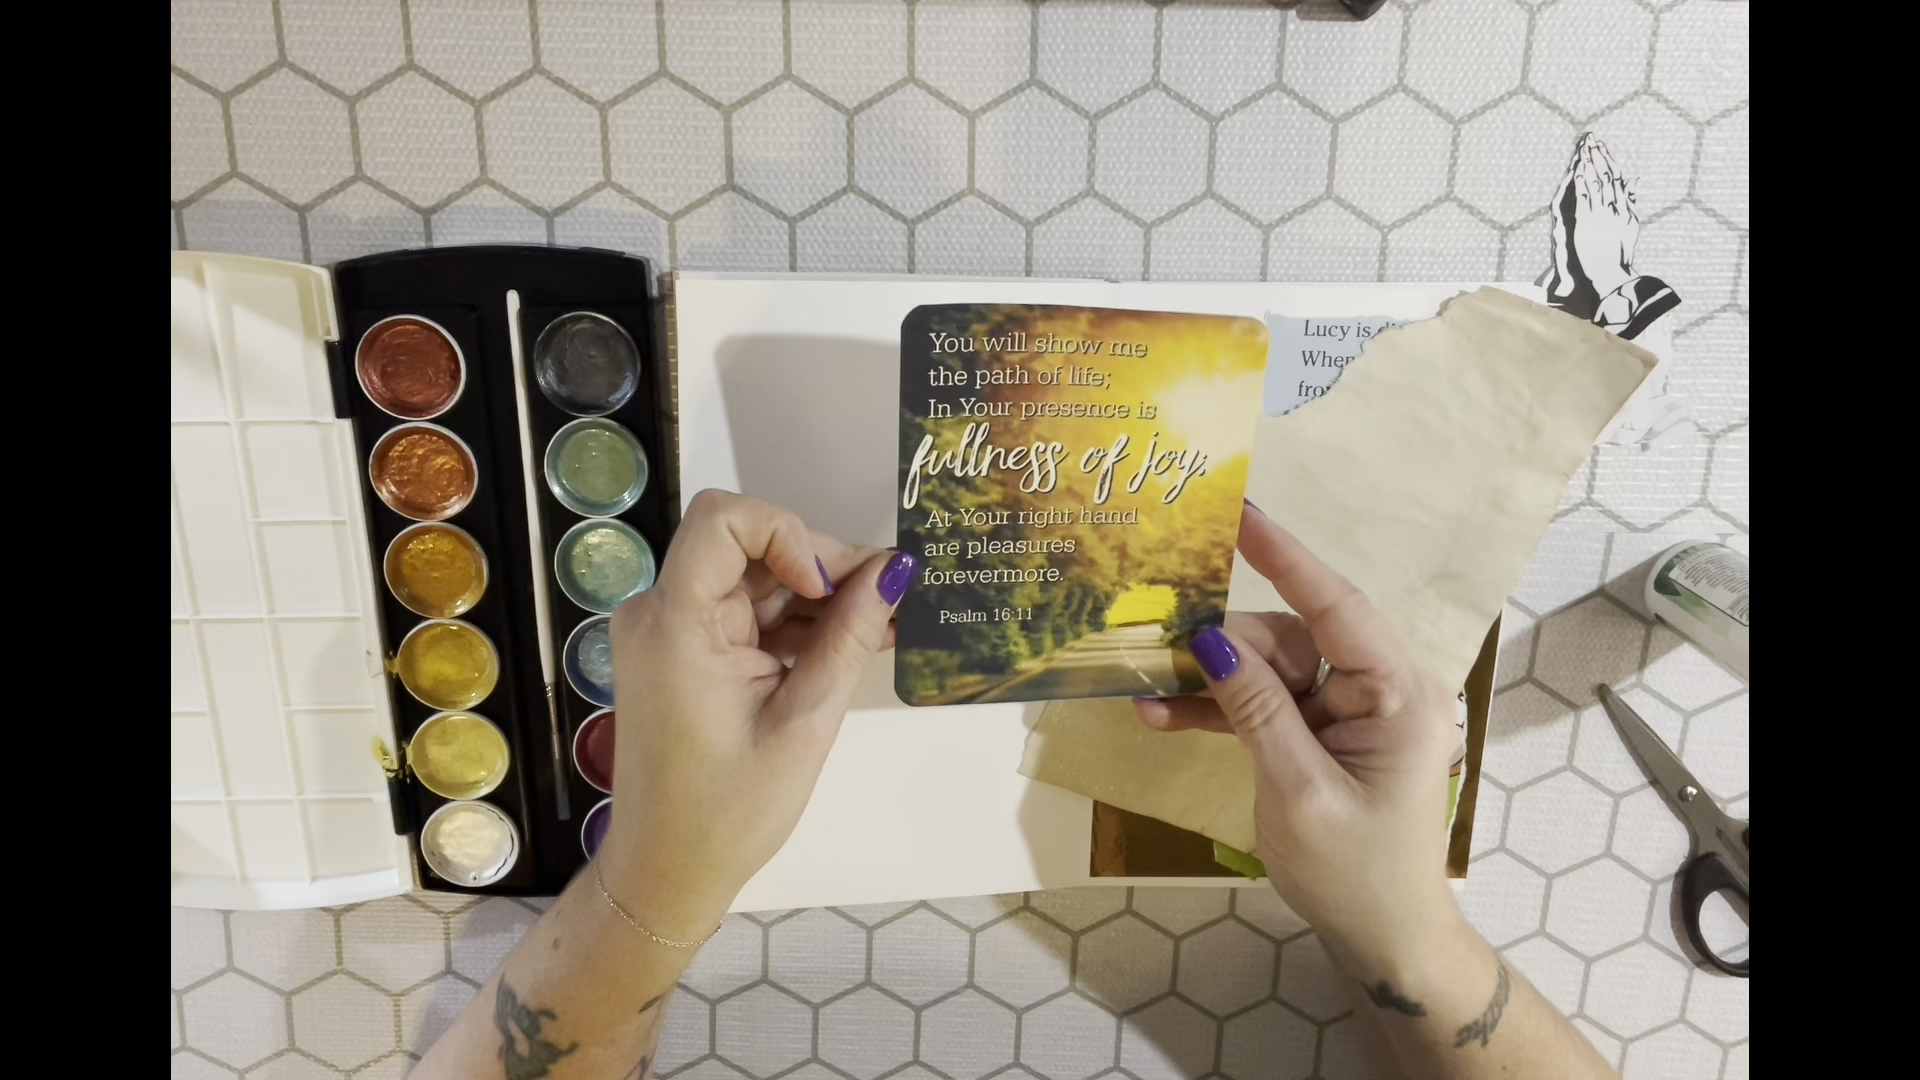 You will show me
the path of life;
In Your presence is
fullness of joy;
At Your right hand
are pleasures
forevermore.
Psalm 16:11
Lucy is